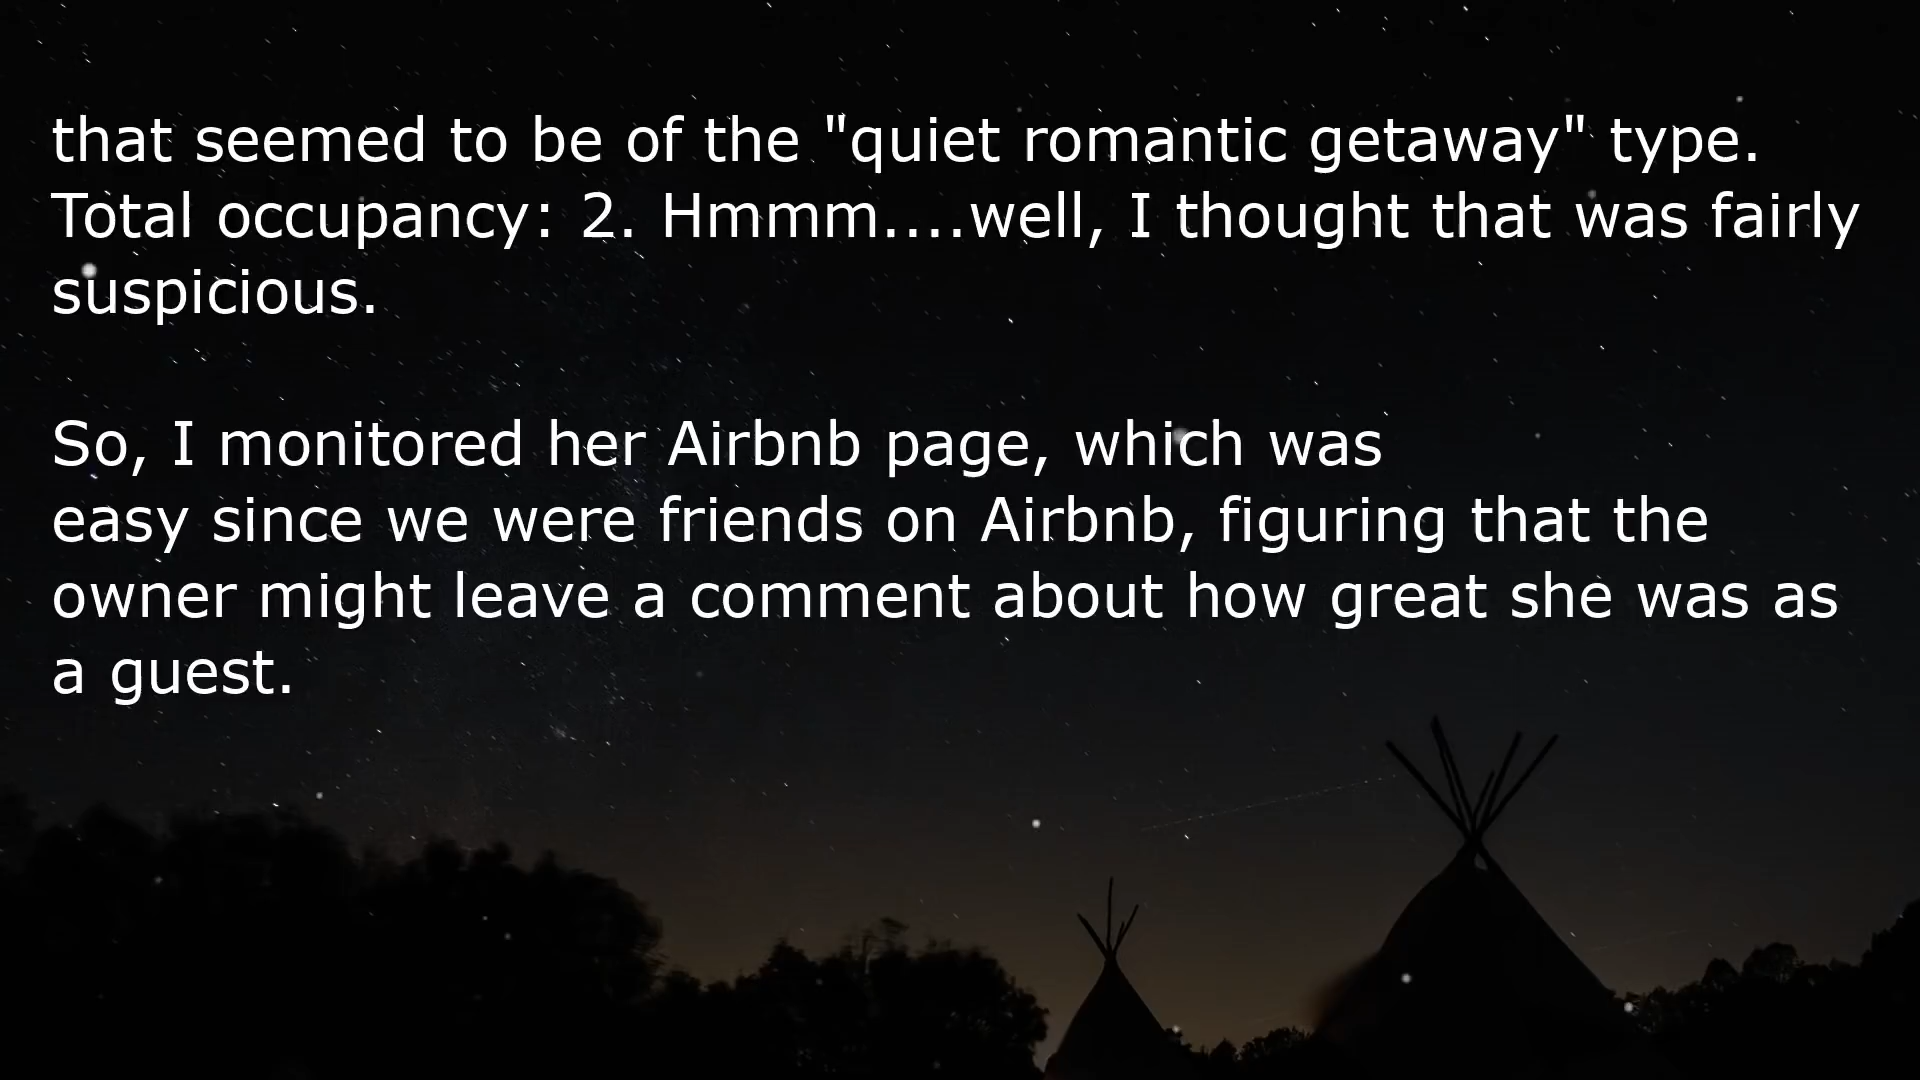 that seemed to be of the "quiet romantic getaway" type.
Total occupancy: 2. Hmmm....well, I thought that was fairly
suspicious.
So, I monitored her Airbnb page, which was
easy since we were friends on Airbnb, figuring that the
owner might leave a comment about how great she was as
a guest.